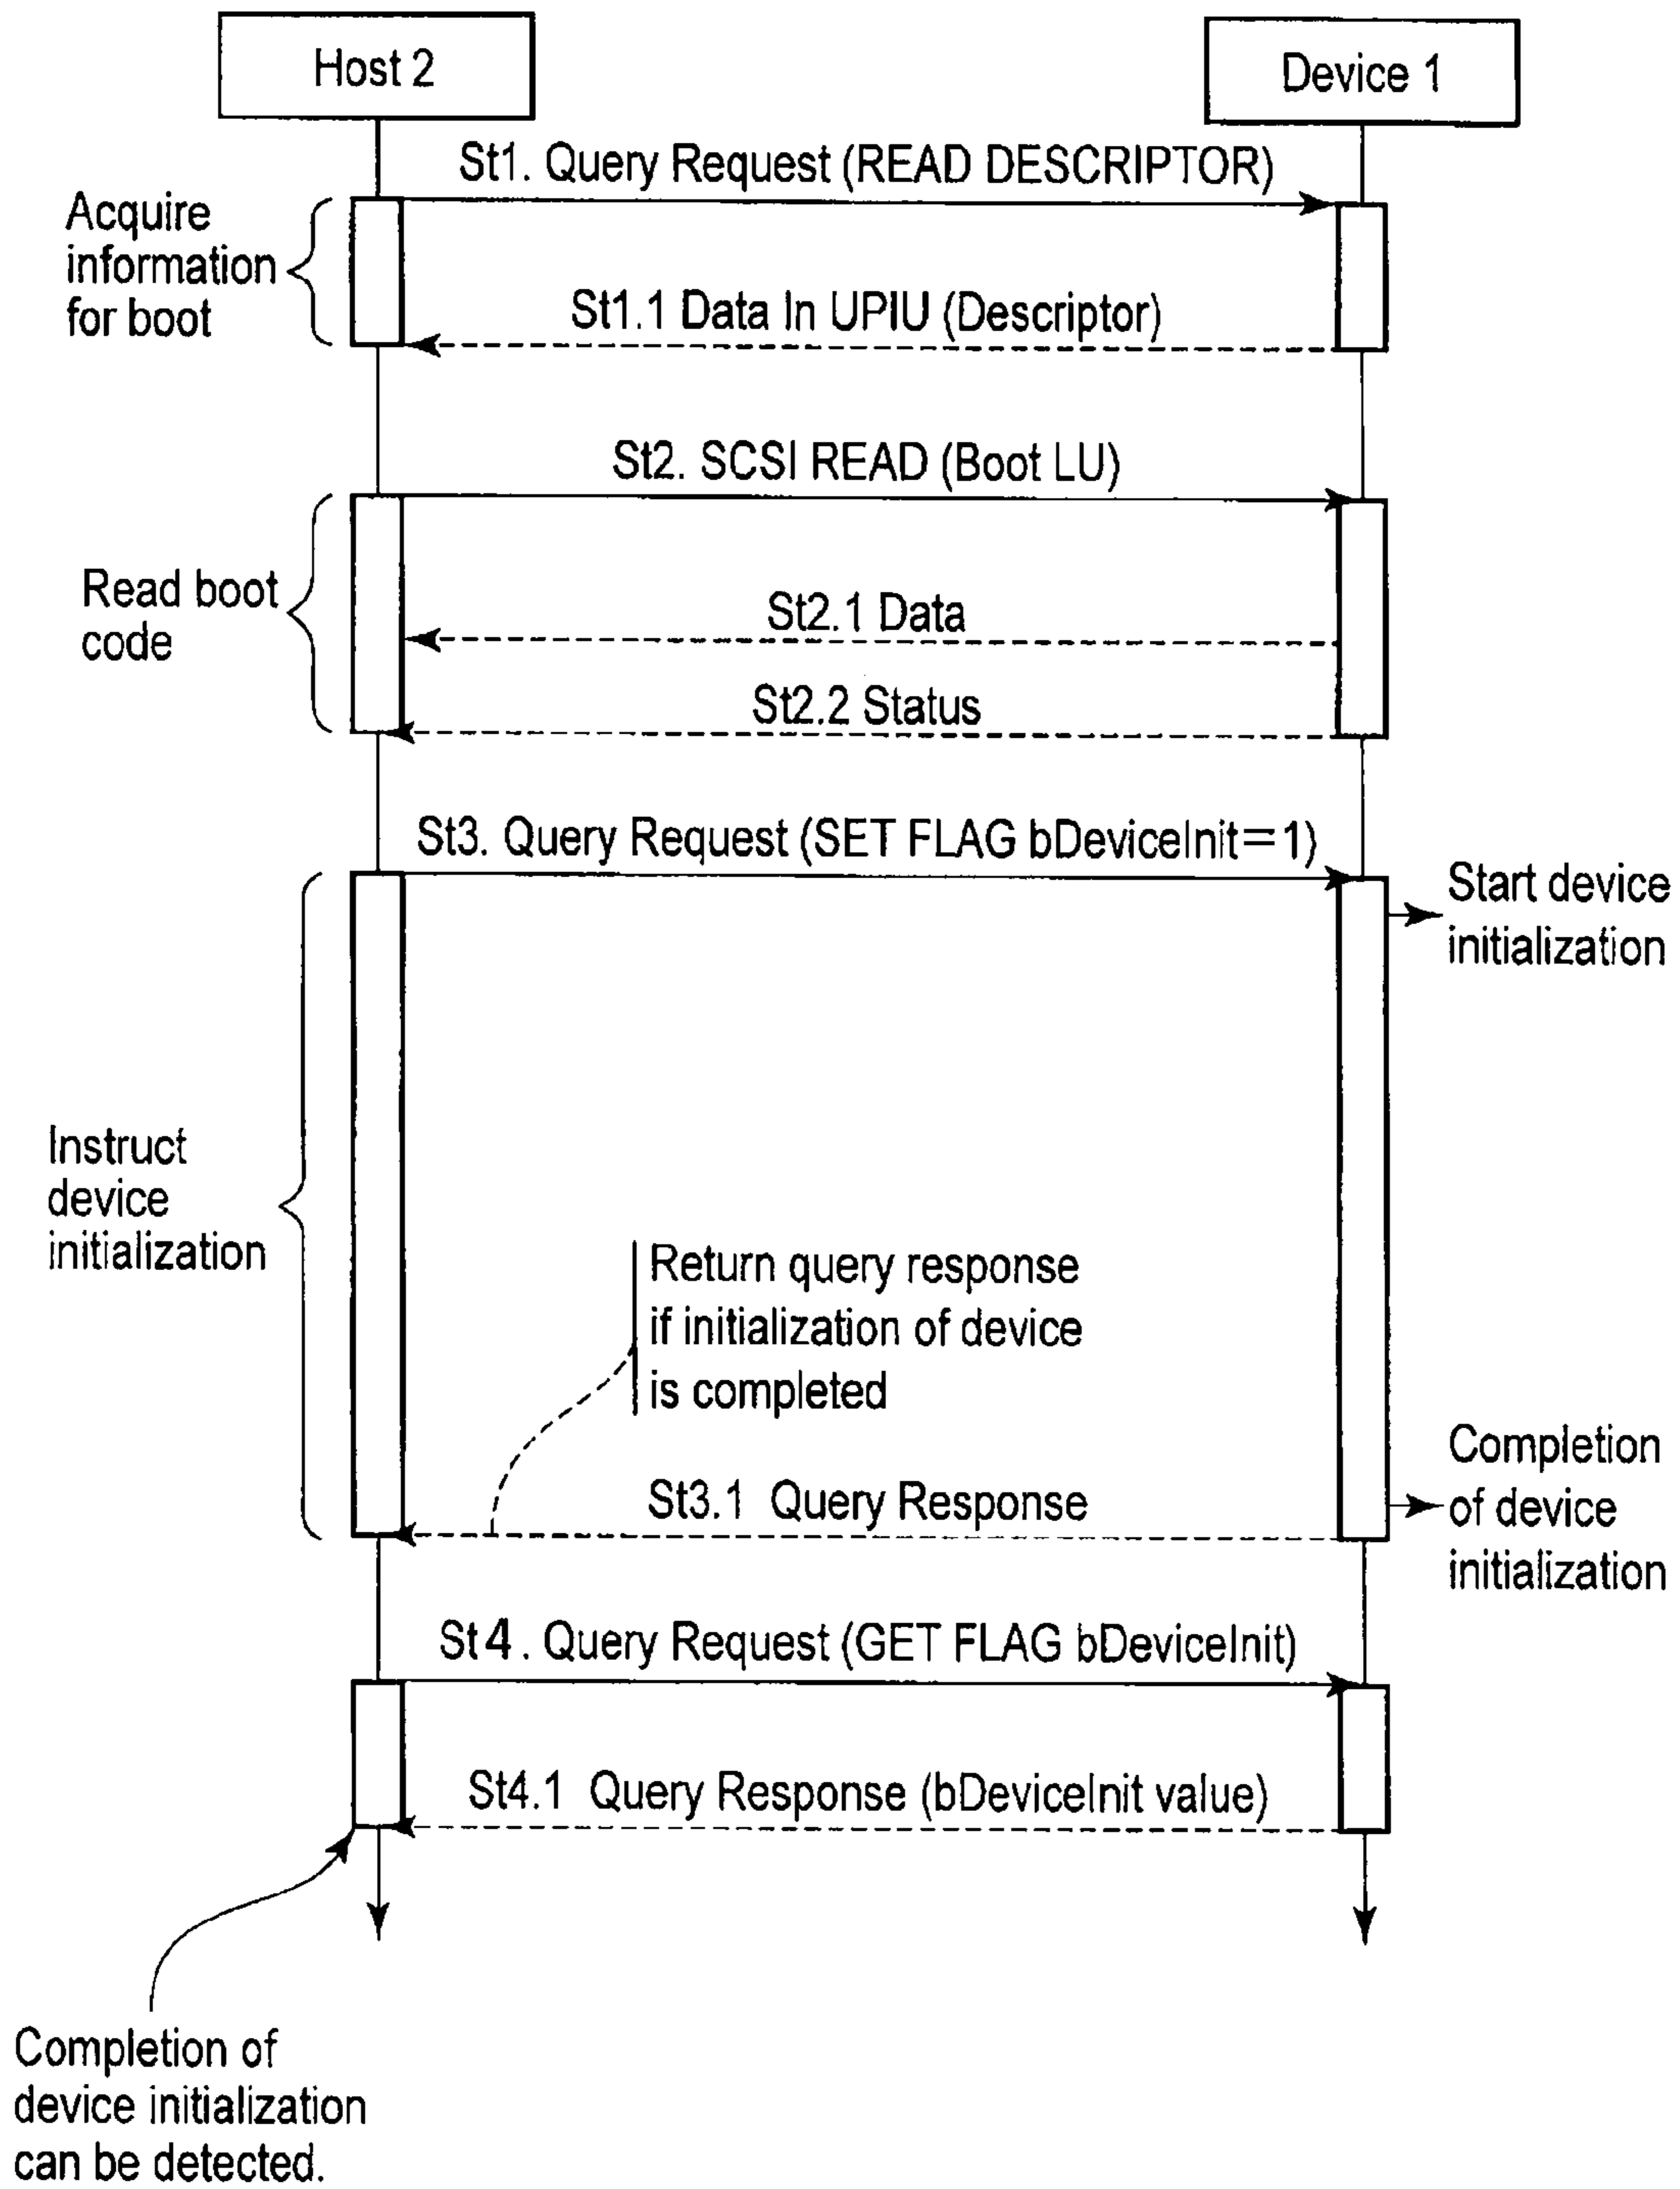 Host 2
Device 1
St1. Query Request (READ DESCRIPTOR)
Acquire
information
for boot
St1.1 Data In UPIU (Descriptor)
St2. SCSI READ (Boot LU)
Read boot
code
St2.1 Data
St2.2 Status
St3. Query Request (SET FLAG bDeviceInit=1)
Start device
initialization
Instruct
device
initialization
Return query response
if initialization of device
is completed
St3.1 Query Response
Completion
of device
initialization
St4. Query Request (GET FLAG bDeviceInit)
St4.1 Query Response (bDeviceInit value)
Completion of
device initialization
can be detected.